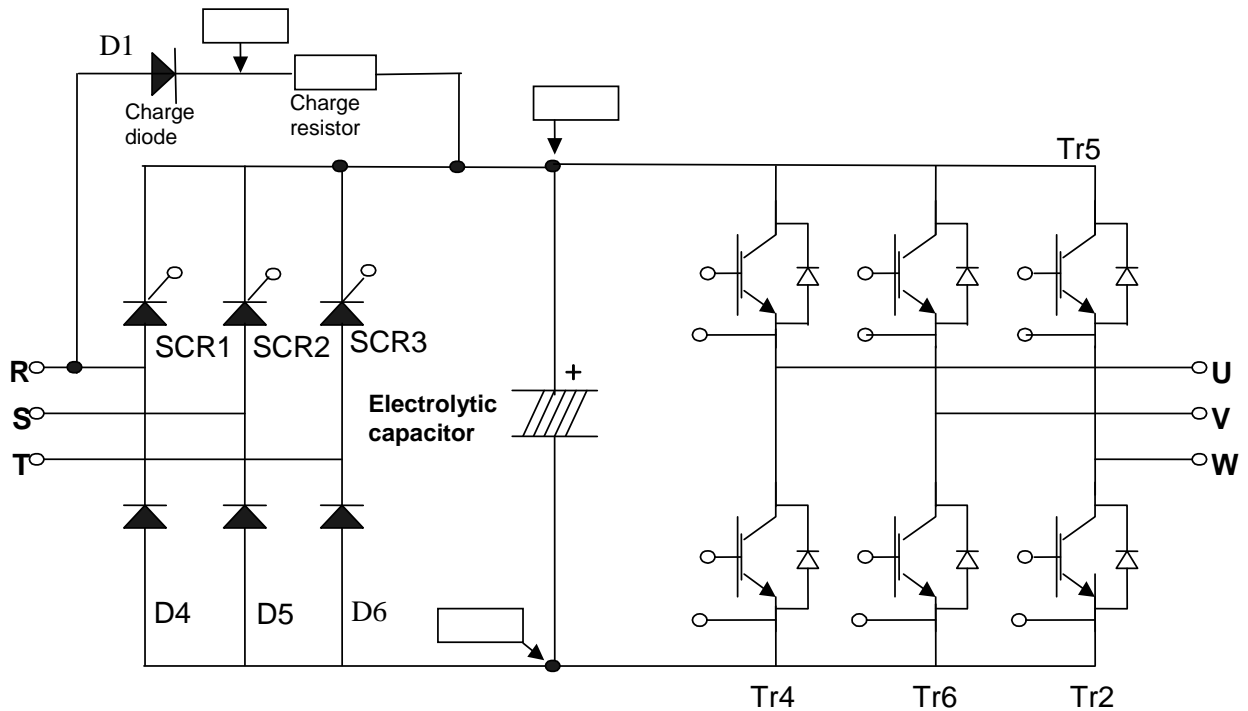 D1
Charge
diode
Charge
resistor
Tr5
SCR1
SCR2
SCR3
R
S
T
+
Electrolytic
capacitor
U
V
W
D4
D5
D6
Tr4
Tr6
Tr2